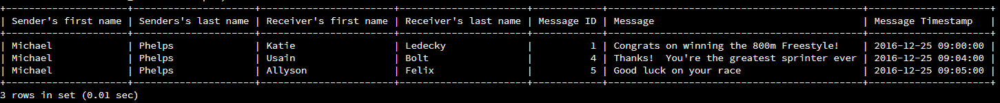 | Sender's first name | Senders's last name | Receiver's first name | Receiver's last name | Message ID | Message | Message Timestamp |
| Michael | Phelps | Katie | Ledecky | 1 | Congrats on winning the 800m Freestyle! | 2016-12-25 09:00:00 |
| Michael | Phelps | Usain | Bolt | 4 | Thanks!  You're the greatest sprinter ever | 2016-12-25 09:04:00 |
| Michael | Phelps | Allyson | Felix | 5 | Good luck on your race | 2016-12-25 09:05:00 |
3 rows in set (0.01 sec)